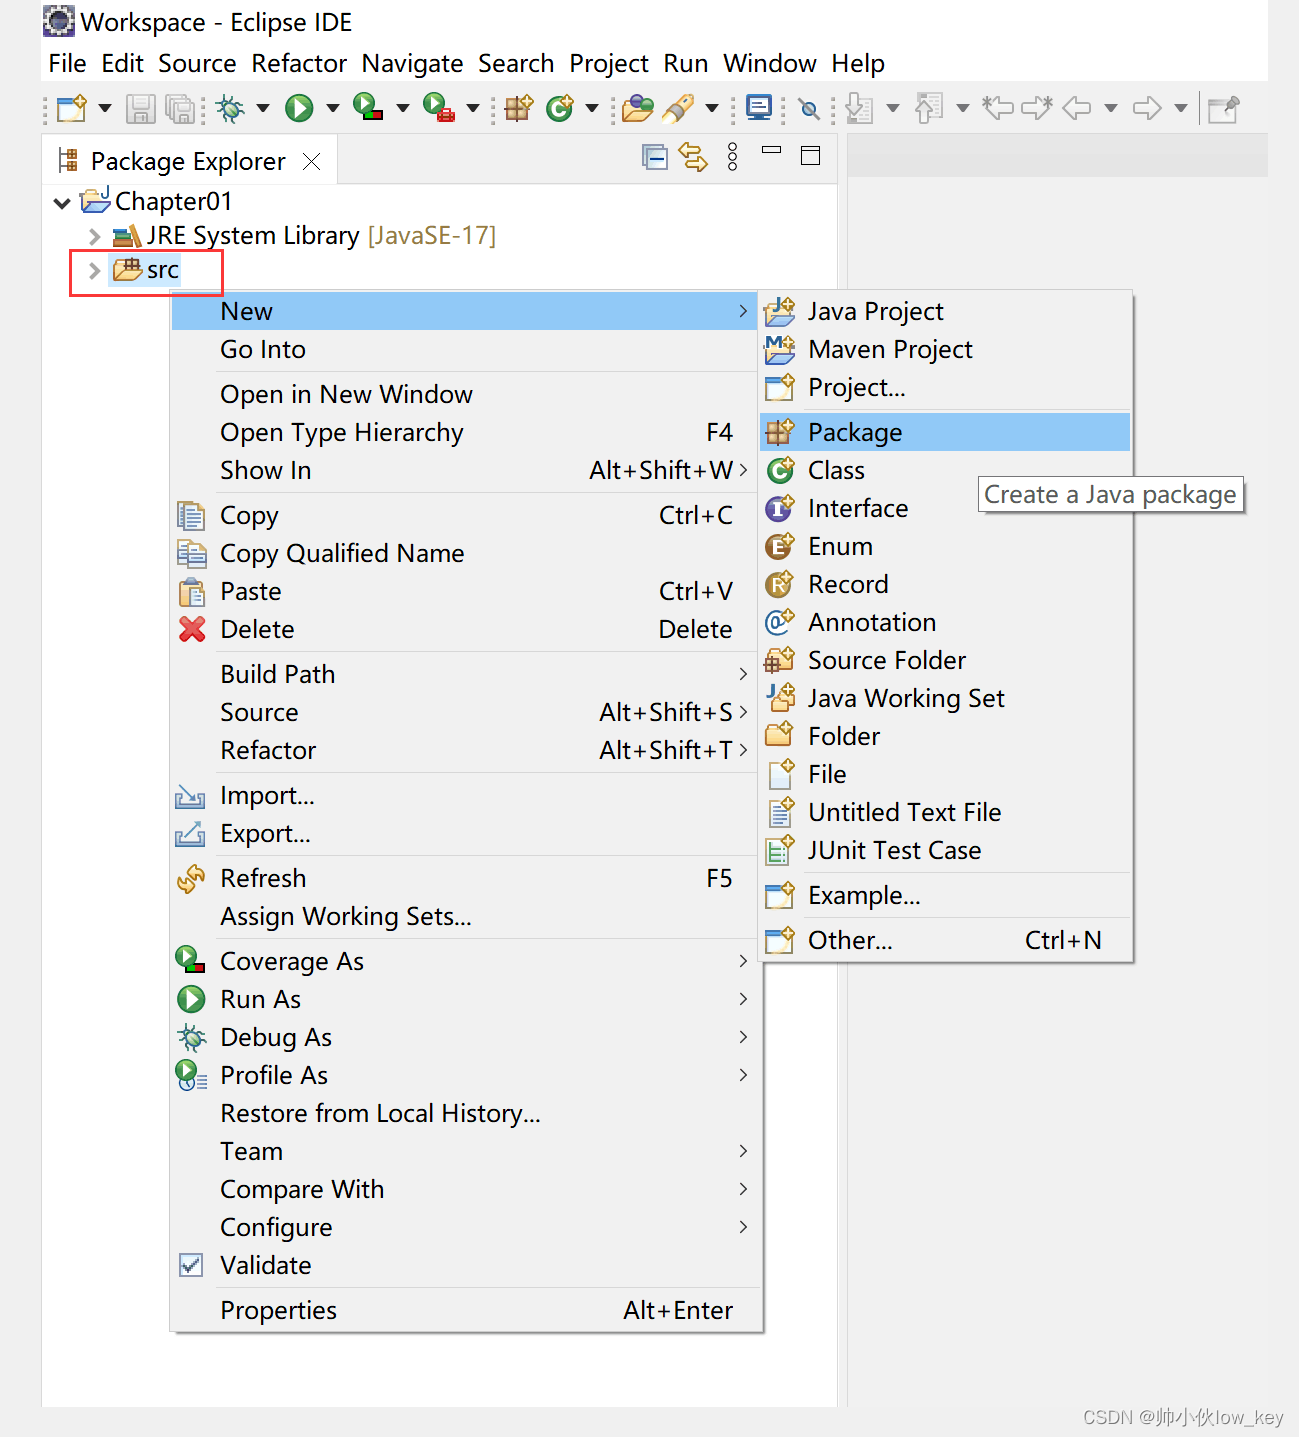 Workspace - Eclipse IDE
File Edit Source Refactor Navigate Search Project Run Window Help
Package Explorer
Chapter01
JRE System Library [JavaSE-17]
src
New
Go Into
Open in New Window
Open Type Hierarchy F4
Show In Alt+Shift+W
Copy Ctrl+C
Copy Qualified Name
Paste Ctrl+V
Delete Delete
Build Path
Source Alt+Shift+S
Refactor Alt+Shift+T
Import...
Export...
Refresh F5
Assign Working Sets...
Coverage As
Run As
Debug As
Profile As
Restore from Local History...
Team
Compare With
Configure
Validate
Properties Alt+Enter
Java Project
Maven Project
Project...
Package
Class
Interface
Enum
Record
Annotation
Source Folder
Java Working Set
Folder
File
Untitled Text File
JUnit Test Case
Example...
Other... Ctrl+N
Create a Java package
CSDN @帅小伙low_key